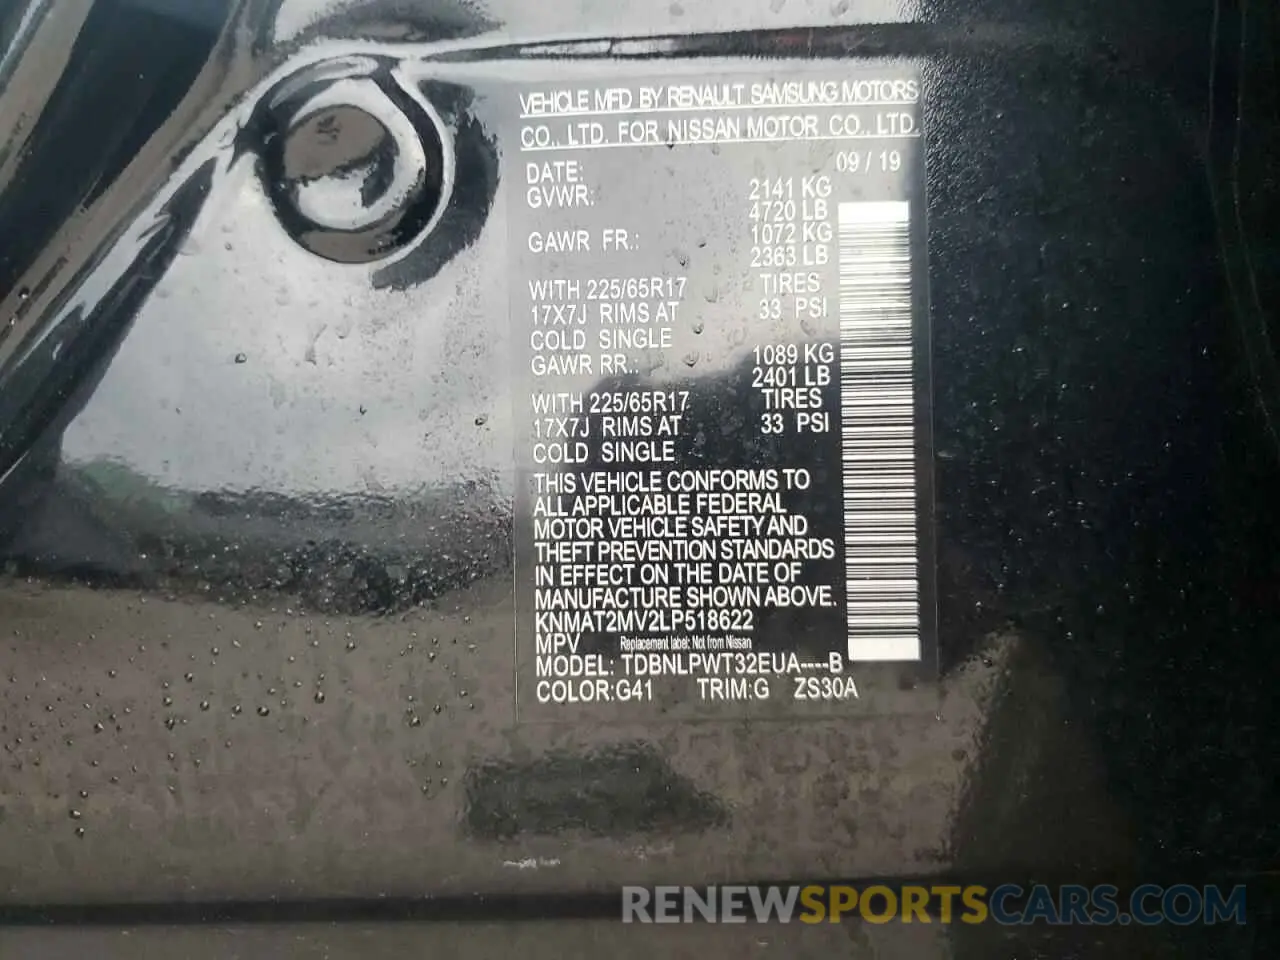 VEHICLE MFD BY RENAULT SAMSUNG MOTORS
CO., LTD. FOR NISSAN MOTOR CO., LTD.
DATE: 09 / 19
GVWR: 2141 KG
4720 LB
GAWR FR.: 1072 KG
2363 LB
WITH 225/65R17 TIRES
17X7J RIMS AT 33 PSI
COLD SINGLE
GAWR RR.: 1089 KG
2401 LB
WITH 225/65R17 TIRES
17X7J RIMS AT 33 PSI
COLD SINGLE
THIS VEHICLE CONFORMS TO
ALL APPLICABLE FEDERAL
MOTOR VEHICLE SAFETY AND
THEFT PREVENTION STANDARDS
IN EFFECT ON THE DATE OF
MANUFACTURE SHOWN ABOVE.
KNMAT2MV2LP518622
MPV Replacement label: Not from Nissan
MODEL: TDBNLPWT32EUA----B
COLOR:G41 TRIM:G ZS30A
RENEWSPORTSCARS.COM